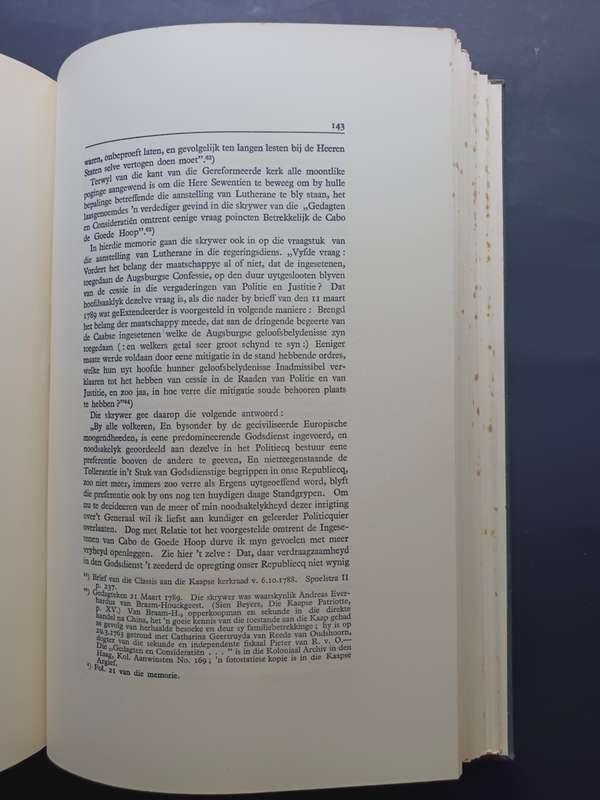 143
waren, onbeproeft laten, en gevolgelijk ten langen lesten bij de Heeren
Staten selve vertogen doen moet”.⁶²)
Terwyl van die kant van die Gereformeerde kerk alle moontlike
poginge aangewend is om die Here Sewentien te beweeg om by hulle
bepalinge betreffende die aanstelling van Lutherane te bly staan, het
laasgenoemdes 'n verdediger gevind in die skrywer van die „Gedagten
en Consideratiën omtrent eenige vraag poincten Betrekkelijk de Cabo
de Goede Hoop”.⁶³)
In hierdie memorie gaan die skrywer ook in op die vraagstuk van
die aanstelling van Lutherane in die regeringsdiens. „Vyfde vraag :
Vordert het belang der maatschappye al of niet, dat de ingesetenen,
toegedaan de Augsburgse Confessie, op den duur uytgeslooten blyven
van de cessie in die vergaderingen van Politie en Justitie ? Dat
hoofdsaaklyk dezelve vraag is, als die nader by brieff van den 11 maart
1789 wat geExtendeerder is voorgesteld in volgende maniere : Brengd
het belang der maatschappy meede, dat aan de dringende begeerte van
de Caabse ingesetenen welke de Augsburgse geloofsbelydenisse zyn
toegedaan (: en welkers getal seer groot schynd te syn :) Eeniger
maate werde voldaan door eene mitigatie in de stand hebbende ordres,
welke hun uyt hoofde hunner geloofsbelydenisse Inadmissibel ver-
klaaren tot het hebben van cessie in de Raaden van Politie en van
Justitie, en zoo jaa, in hoe verre die mitigatie soude behooren plaats
te hebben ?”⁶⁴)
Die skrywer gee daarop die volgende antwoord :
„By alle volkeren, En bysonder by de geciviliseerde Europische
moogendheeden, is eene predomineerende Godsdienst ingevoerd, en
noodsakelyk geoordeeld aan dezelve in het Politiecq bestuur eene
preferentie booven de andere te geeven, En nietteegenstaande de
Tollerantie in't Stuk van Godsdienstige begrippen in onse Republiecq,
zoo niet meer, immers zoo verre als Ergens uytgeoeffend word, blyft
die preferentie ook by ons nog ten huydigen daage Standgrypen. Om
nu te decideeren van de meer of min noodsakelykheyd dezer inrigting
over't Generaal wil ik liefst aan kundiger en geleerder Politicquier
overlaaten. Dog met Relatie tot het voorgestelde omtrent de Ingese-
tenen van Cabo de Goede Hoop durve ik myn gevoelen met meer
vryheyd openleggen. Zie hier 't zelve : Dat, daar verdraagzaamheyd
in den Godsdienst 't zeederd de opregting onser Republiecq niet wynig
⁶²) Brief van die Classis aan die Kaapse kerkraad v. 6.10.1788. Spoelstra II
p. 237.
⁶³) Gedagteken 21 Maart 1789. Die skrywer was waarskynlik Andreas Ever-
hardus van Braam-Houckgeest. (Sien Beyers, Die Kaapse Patriotte,
p. XV.) Van Braam-H., opperkoopman en sekunde in die direkte
handel na China, het 'n goeie kennis van die toestande aan die Kaap gehad
as gevolg van herhaalde besoeke en deur sy familiebetrekkinge ; hy is op
29.3.1763 getroud met Catharina Geertruyda van Reede van Oudshoorn,
dogter van die sekunde en independente fiskaal Pieter van R. v. O.—
Die „Gedagten en Consideratiën . . . ” is in die Koloniaal Archiv in den
Haag, Kol. Aanwinsten No. 169 ; 'n fotostatiese kopie is in die Kaapse
Argief.
⁴) Fol. 21 van die memorie.